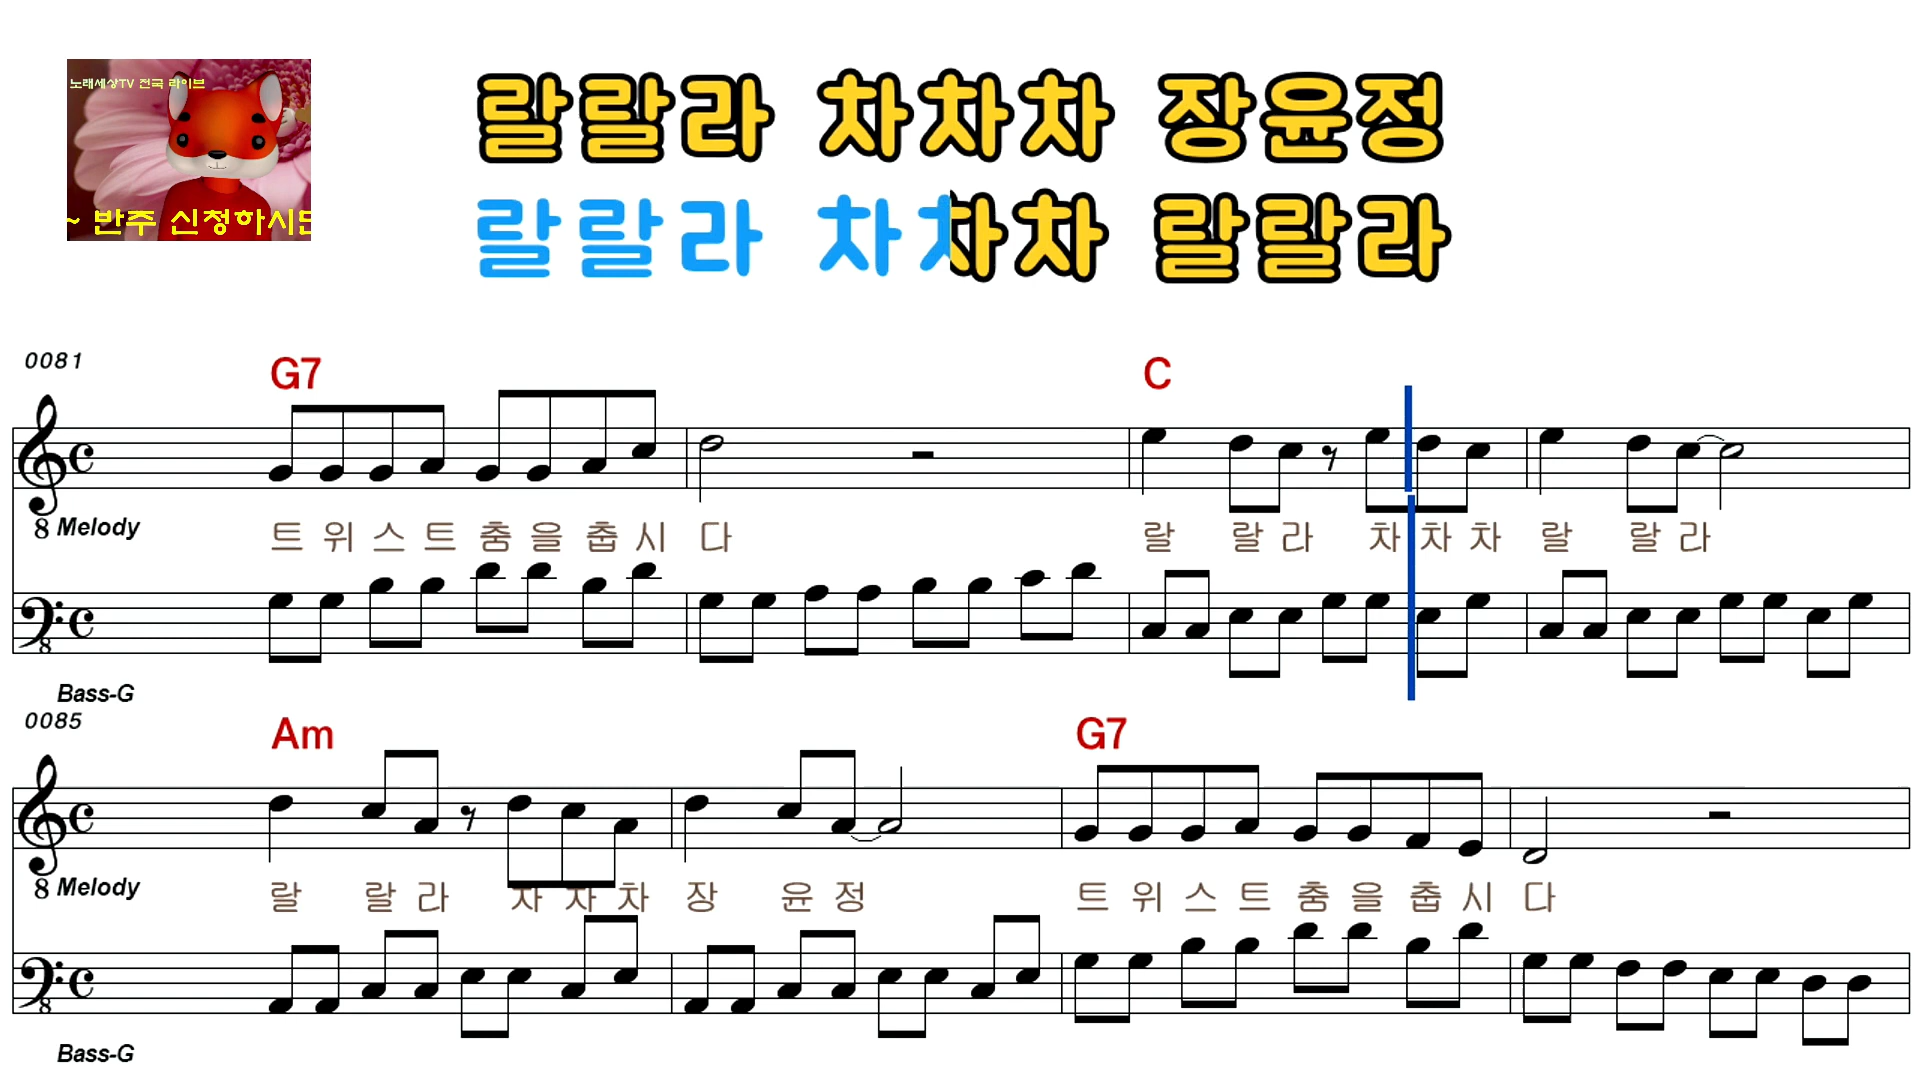 노래세상TV 전국 라이브
~ 반주 신청하시면
랄랄라 차차차 장윤정
랄랄라 차차차 랄랄라
0081
G7 C
8 Melody
트 위 스 트 춤 을 춥 시 다 랄 랄 라 차 차 차 랄 랄 라
8
Bass-G
0085
Am G7
8 Melody
랄 랄 라 차 차 차 장 윤 정 트 위 스 트 춤 을 춥 시 다
8
Bass-G